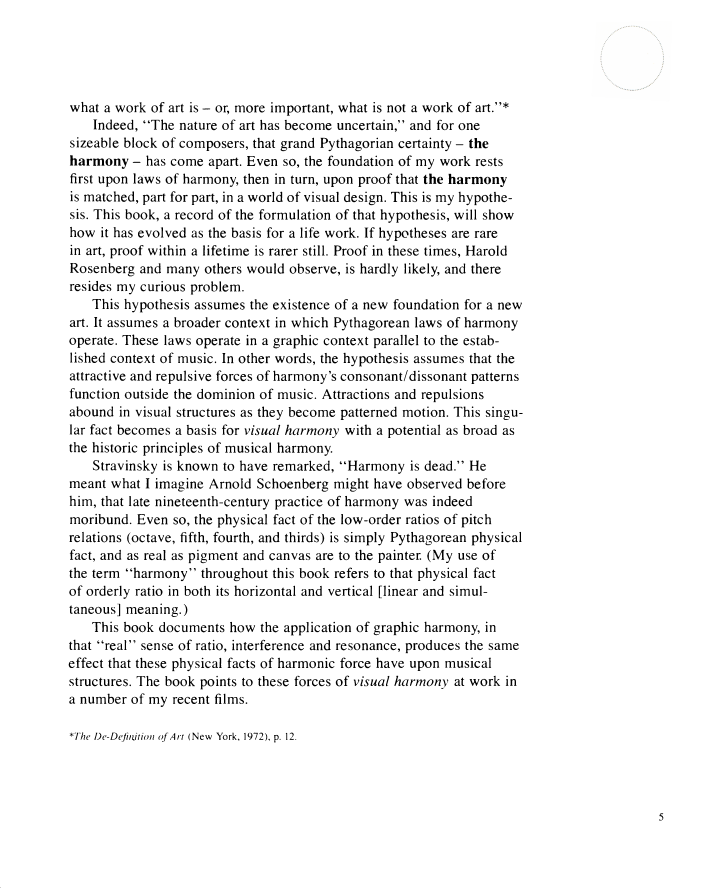 what a work of art is – or, more important, what is not a work of art.''*
Indeed, ''The nature of art has become uncertain,'' and for one
sizeable block of composers, that grand Pythagorian certainty – the
harmony – has come apart. Even so, the foundation of my work rests
first upon laws of harmony, then in turn, upon proof that the harmony
is matched, part for part, in a world of visual design. This is my hypothe-
sis. This book, a record of the formulation of that hypothesis, will show
how it has evolved as the basis for a life work. If hypotheses are rare
in art, proof within a lifetime is rarer still. Proof in these times, Harold
Rosenberg and many others would observe, is hardly likely, and there
resides my curious problem.
This hypothesis assumes the existence of a new foundation for a new
art. It assumes a broader context in which Pythagorean laws of harmony
operate. These laws operate in a graphic context parallel to the estab-
lished context of music. In other words, the hypothesis assumes that the
attractive and repulsive forces of harmony's consonant/dissonant patterns
function outside the dominion of music. Attractions and repulsions
abound in visual structures as they become patterned motion. This singu-
lar fact becomes a basis for visual harmony with a potential as broad as
the historic principles of musical harmony.
Stravinsky is known to have remarked, ''Harmony is dead.'' He
meant what I imagine Arnold Schoenberg might have observed before
him, that late nineteenth-century practice of harmony was indeed
moribund. Even so, the physical fact of the low-order ratios of pitch
relations (octave, fifth, fourth, and thirds) is simply Pythagorean physical
fact, and as real as pigment and canvas are to the painter. (My use of
the term ''harmony'' throughout this book refers to that physical fact
of orderly ratio in both its horizontal and vertical [linear and simul-
taneous] meaning.)
This book documents how the application of graphic harmony, in
that ''real'' sense of ratio, interference and resonance, produces the same
effect that these physical facts of harmonic force have upon musical
structures. The book points to these forces of visual harmony at work in
a number of my recent films.
*The De-Definition of Art (New York, 1972), p. 12.
5